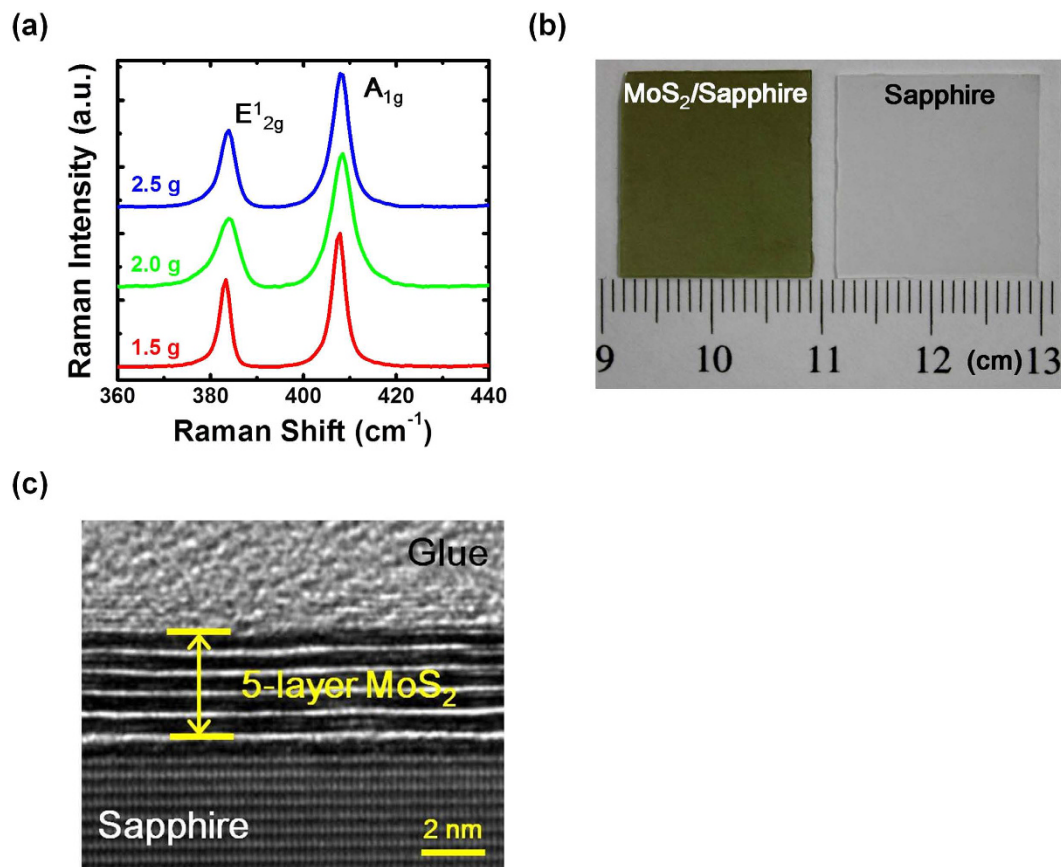 (a)
Raman Intensity (a.u.)
E¹₂g
A₁g
2.5 g
2.0 g
1.5 g
360 380 400 420 440
Raman Shift (cm⁻¹)
(b)
MoS₂/Sapphire
Sapphire
9 10 11 12 (cm) 13
(c)
Glue
5-layer MoS₂
Sapphire
2 nm